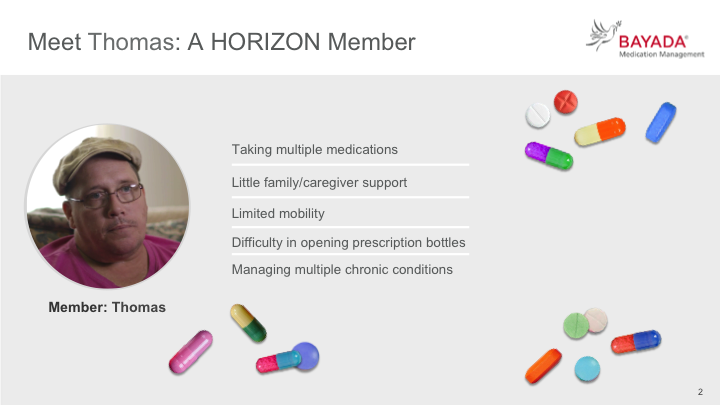 Meet Thomas: A HORIZON Member
BAYADA®
Medication Management
Taking multiple medications
Little family/caregiver support
Limited mobility
Difficulty in opening prescription bottles
Managing multiple chronic conditions
Member: Thomas
2